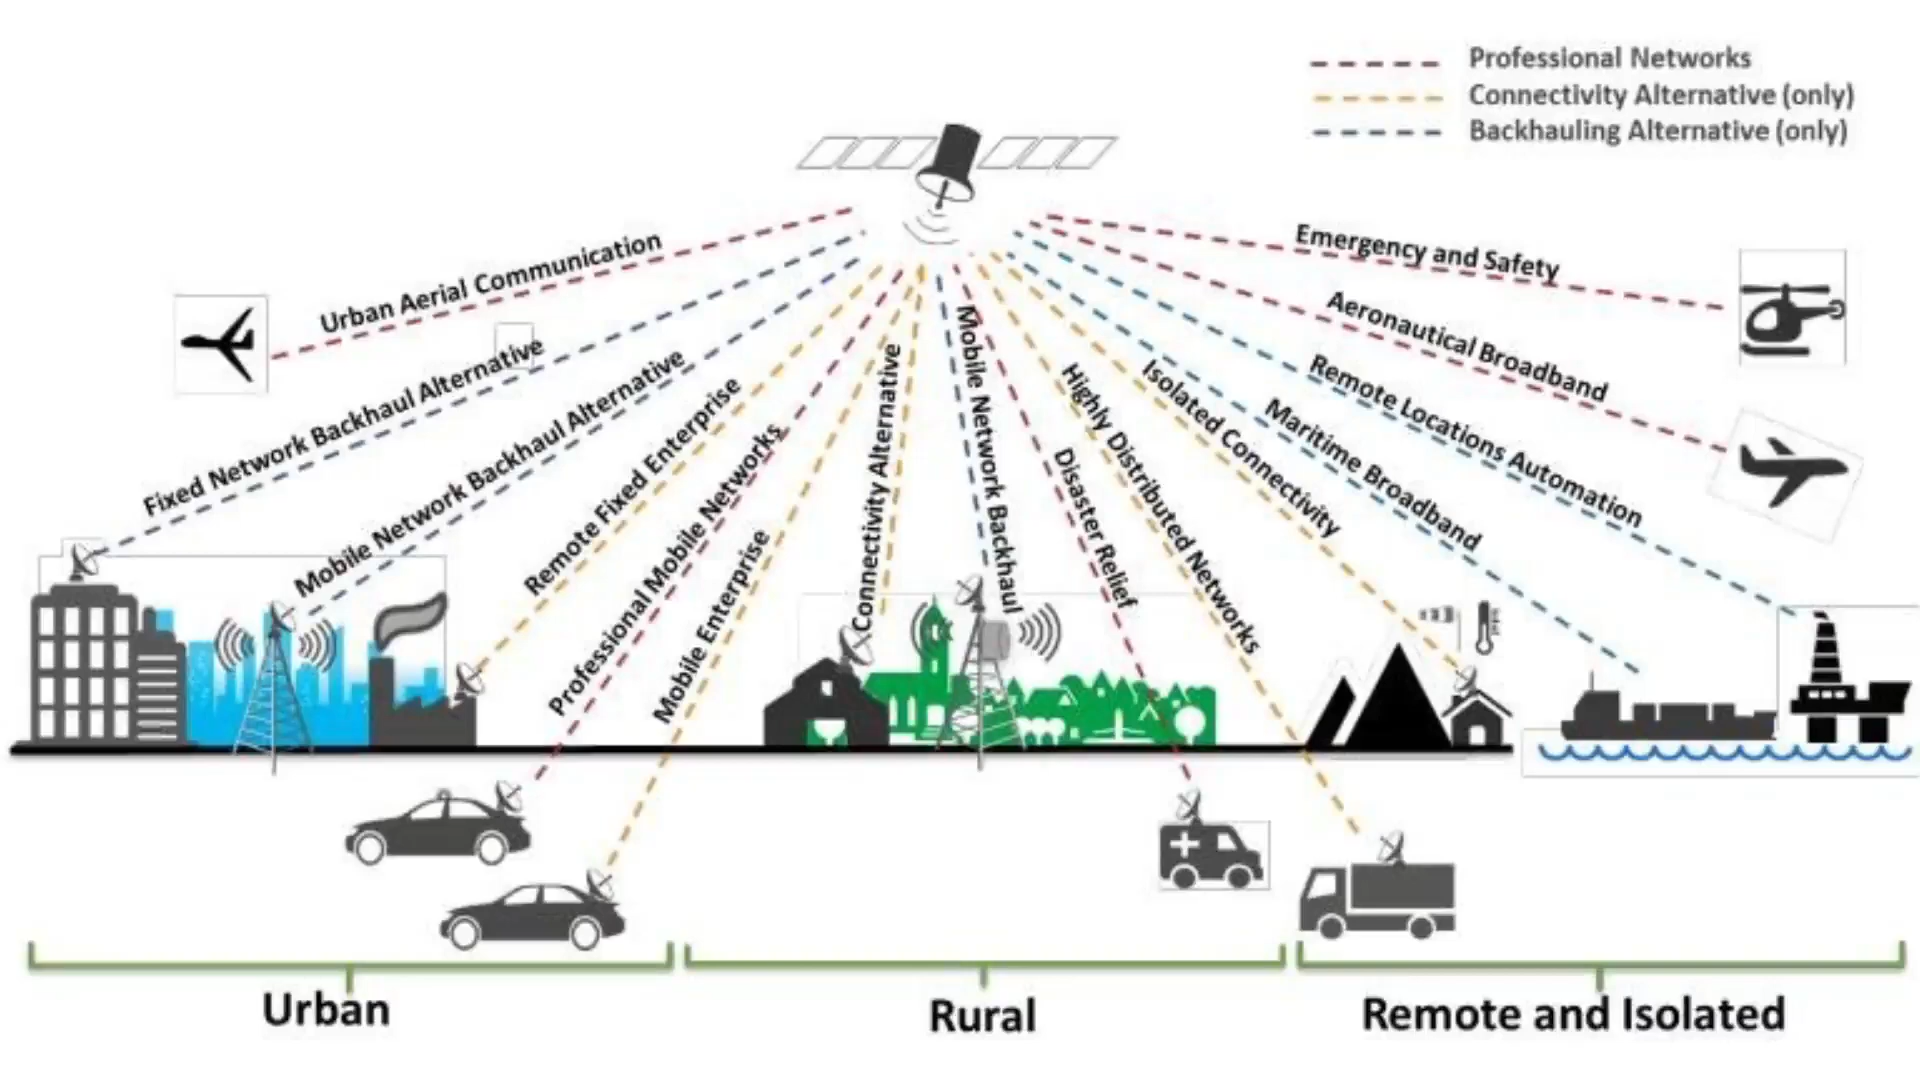 Professional Networks
Connectivity Alternative (only)
Backhauling Alternative (only)
Urban Aerial Communication
Fixed Network Backhaul Alternative
Mobile Network Backhaul Alternative
Remote Fixed Enterprise
Professional Mobile Networks
Mobile Enterprise
Connectivity Alternative
Mobile Network Backhaul
Disaster Relief
Highly Distributed Networks
Isolated Connectivity
Maritime Broadband
Remote Locations Automation
Aeronautical Broadband
Emergency and Safety
Urban
Rural
Remote and Isolated